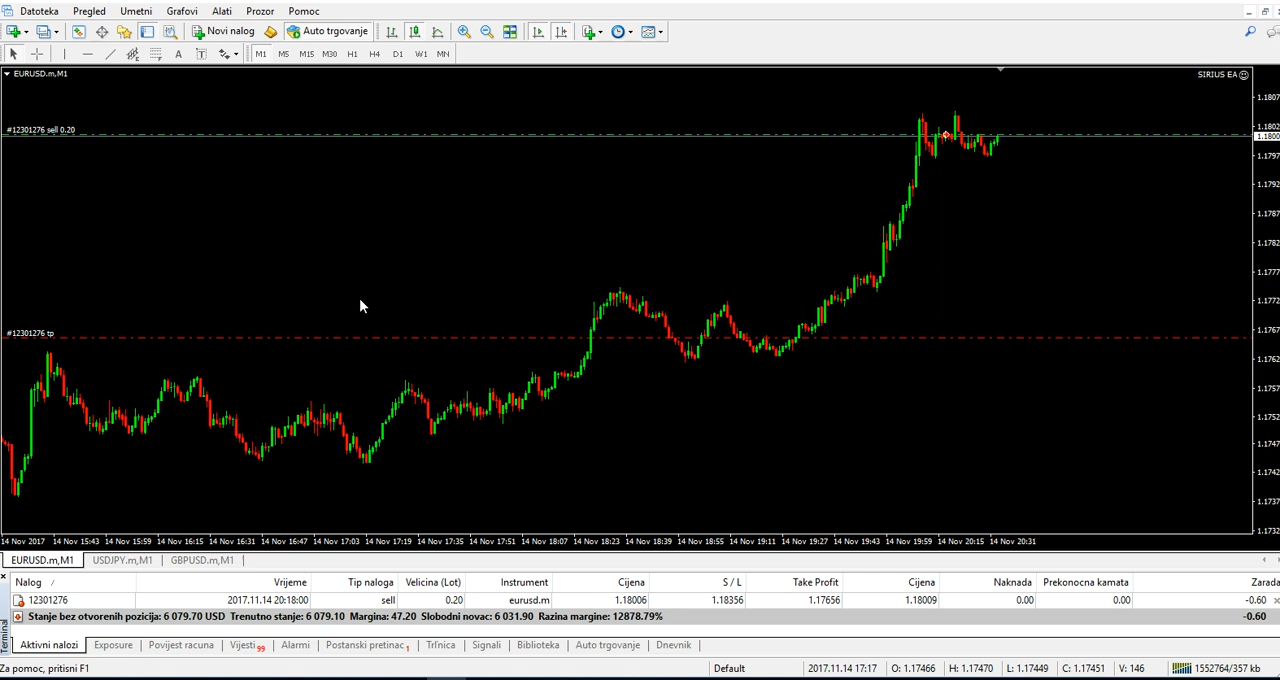 Datoteka Pregled Umetni Grafovi Alati Prozor Pomoc
Novi nalog Auto trgovanje
A T M1 M5 M15 M30 H1 H4 D1 W1 MN
EURUSD.m,M1 SIRIUS EA
1.1807
#12301276 sell 0.20
1.1802
1.1800
1.1797
1.1792
1.1787
1.1782
1.1777
1.1772
#12301276 tp
1.1767
1.1762
1.1757
1.1752
1.1747
1.1742
1.1737
1.1732
14 Nov 2017 14 Nov 15:43 14 Nov 15:59 14 Nov 16:15 14 Nov 16:31 14 Nov 16:47 14 Nov 17:03 14 Nov 17:19 14 Nov 17:35 14 Nov 17:51 14 Nov 18:07 14 Nov 18:23 14 Nov 18:39 14 Nov 18:55 14 Nov 19:11 14 Nov 19:27 14 Nov 19:43 14 Nov 19:59 14 Nov 20:15 14 Nov 20:31
EURUSD.m,M1 USDJPY.m,M1 GBPUSD.m,M1
Nalog / Vrijeme Tip naloga Velicina (Lot) Instrument Cijena S / L Take Profit Cijena Naknada Prekonocna kamata Zarada
12301276 2017.11.14 20:18:00 sell 0.20 eurusd.m 1.18006 1.18356 1.17656 1.18009 0.00 0.00 -0.60
Stanje bez otvorenih pozicija: 6 079.70 USD Trenutno stanje: 6 079.10 Margina: 47.20 Slobodni novac: 6 031.90 Razina margine: 12878.79% -0.60
Terminal
Aktivni nalozi Exposure Povijest racuna Vijesti 99 Alarmi Postanski pretinac 1 Tr'nica Signali Biblioteka Auto trgovanje Dnevnik
Za pomoc, pritisni F1 Default 2017.11.14 17:17 O: 1.17466 H: 1.17470 L: 1.17449 C: 1.17451 V: 146 1552764/357 kb